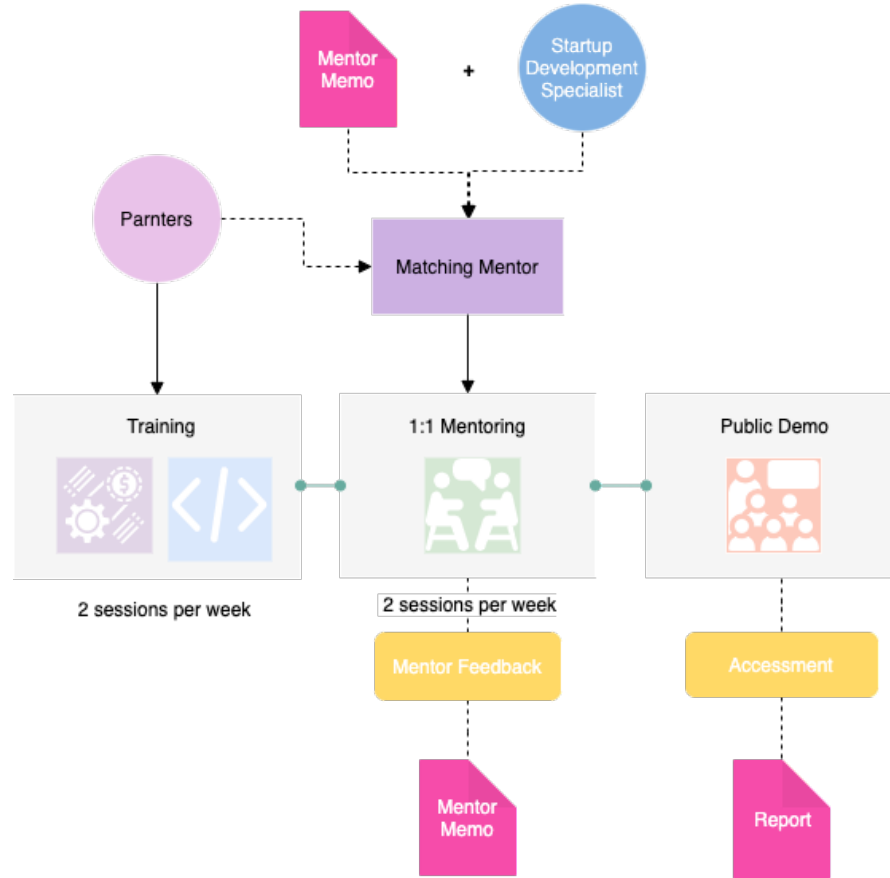 Mentor
Memo
+
Startup
Development
Specialist
Parnters
Matching Mentor
Training
1:1 Mentoring
Public Demo
$
</>
2 sessions per week
2 sessions per week
Mentor Feedback
Accessment
Mentor
Memo
Report